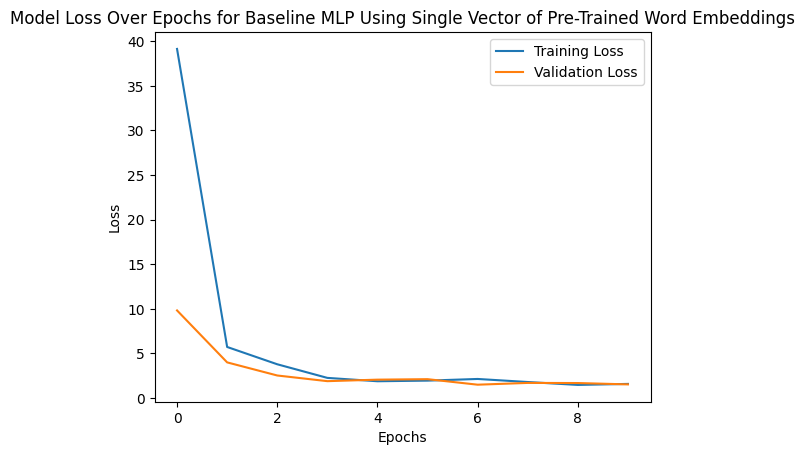 Model Loss Over Epochs for Baseline MLP Using Single Vector of Pre-Trained Word Embeddings
40
35
30
25
20
15
10
5
0
Loss
Training Loss
Validation Loss
0 2 4 6 8
Epochs